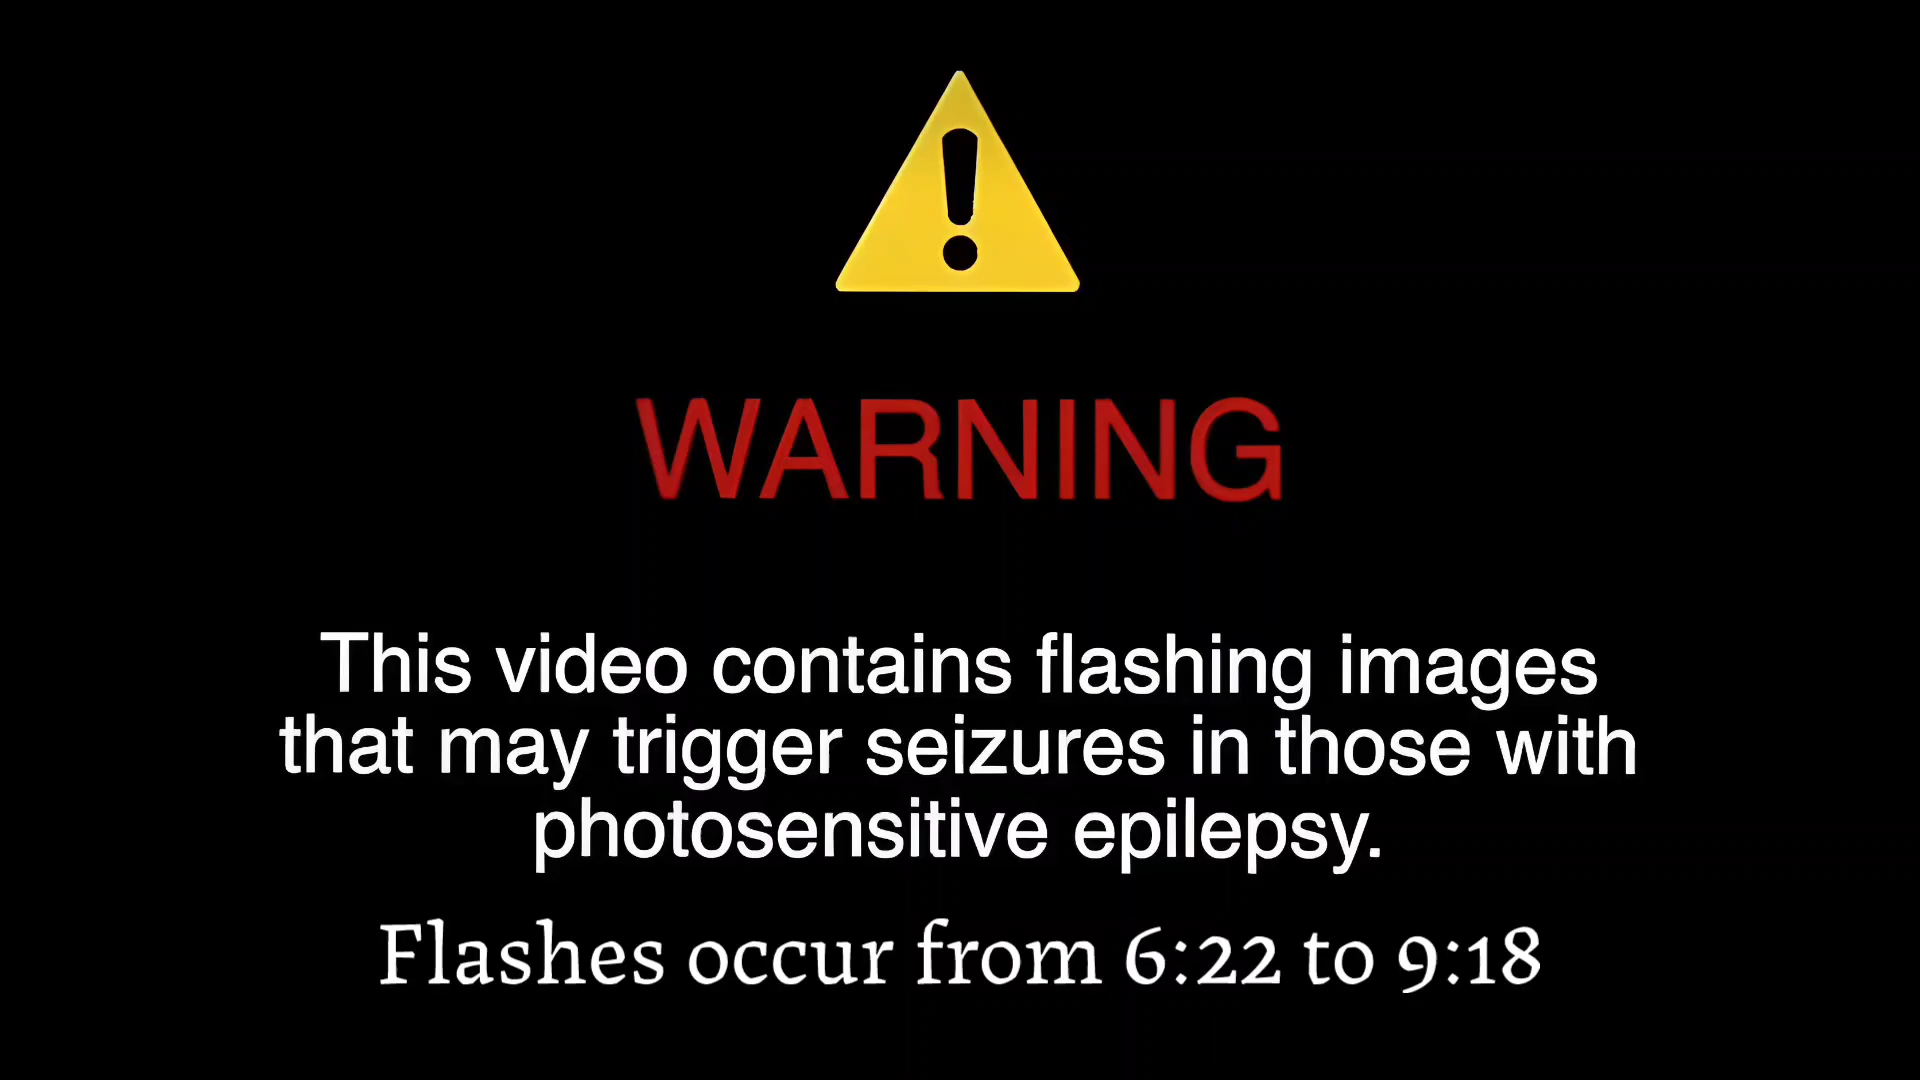 WARNING
This video contains flashing images
that may trigger seizures in those with
photosensitive epilepsy.
Flashes occur from 6:22 to 9:18